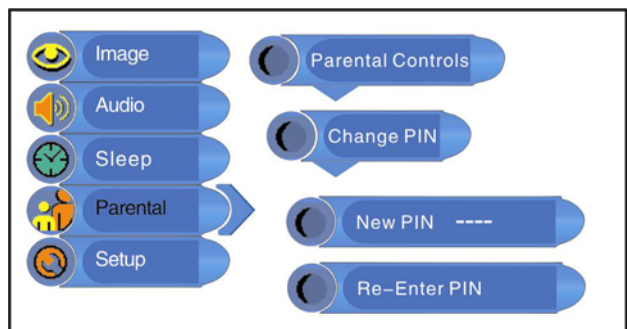 Image
Audio
Sleep
Parental
Setup
Parental Controls
Change PIN
New PIN ----
Re-Enter PIN